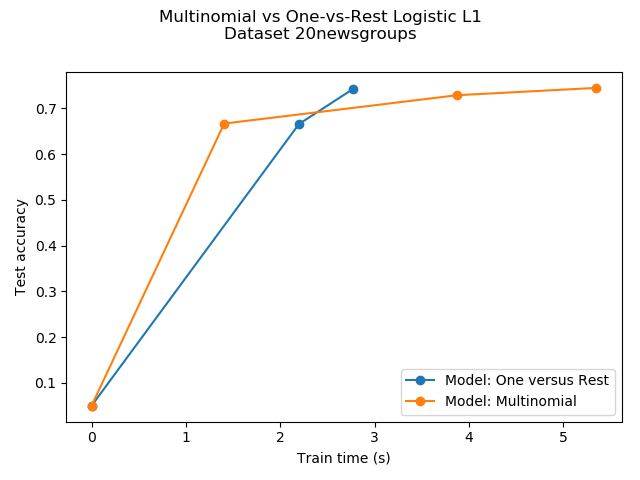 Multinomial vs One-vs-Rest Logistic L1
Dataset 20newsgroups
0.7
0.6
0.5
0.4
0.3
0.2
0.1
Test accuracy
Model: One versus Rest
Model: Multinomial
0 1 2 3 4 5
Train time (s)